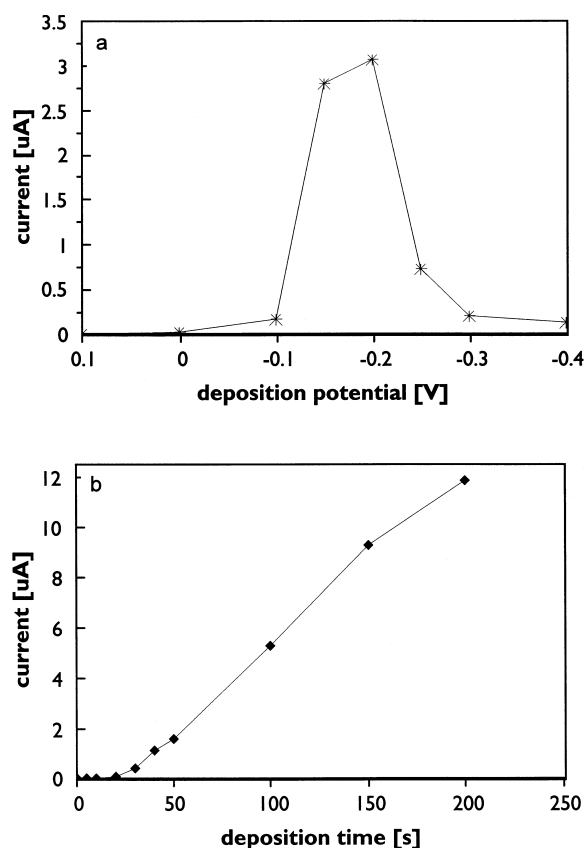 a
3.5
3
2.5
2
1.5
1
0.5
0
current [uA]
0.1 0 -0.1 -0.2 -0.3 -0.4
deposition potential [V]
b
12
10
8
6
4
2
0
current [uA]
0 50 100 150 200 250
deposition time [s]